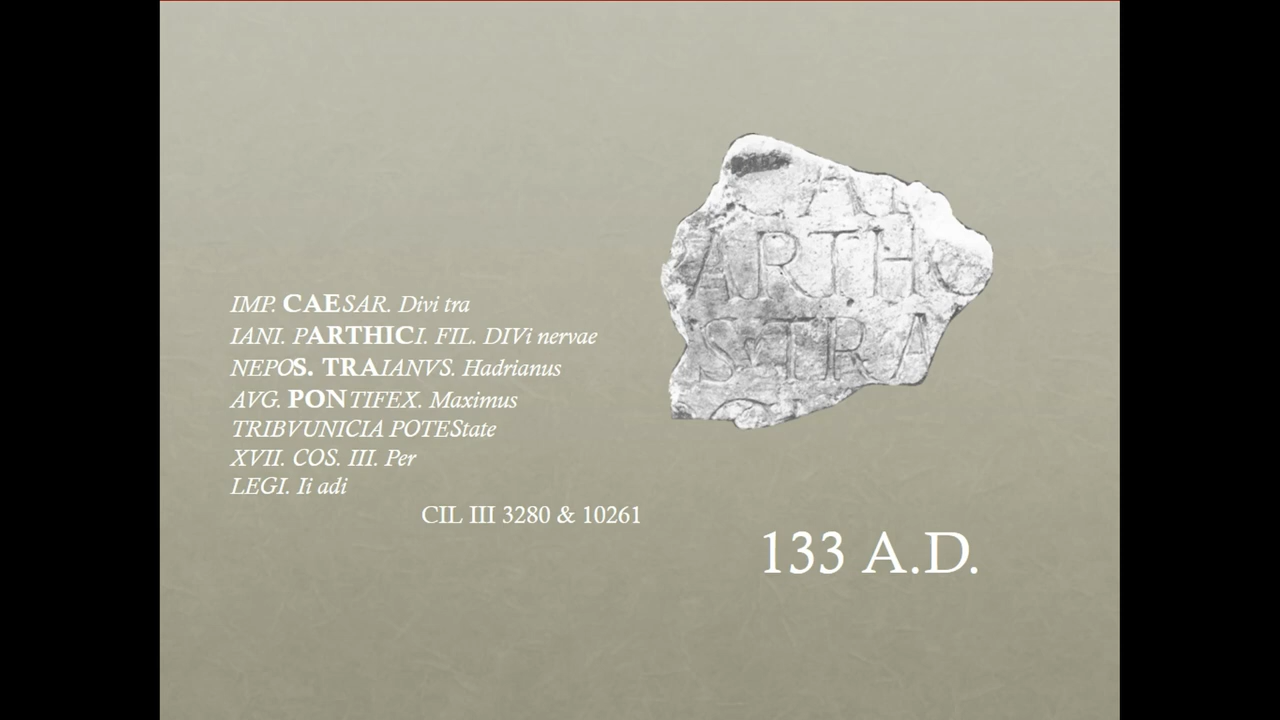 IMP. CAESAR. Divi tra
IANI. PARTHICI. FIL. DIVi nervae
NEPOS. TRAIANVS. Hadrianus
AVG. PONTIFEX. Maximus
TRIBVUNICIA POTEState
XVII. COS. III. Per
LEGI. Ii adi
CIL III 3280 & 10261
CAE
ARTHC
S TRA
133 A.D.